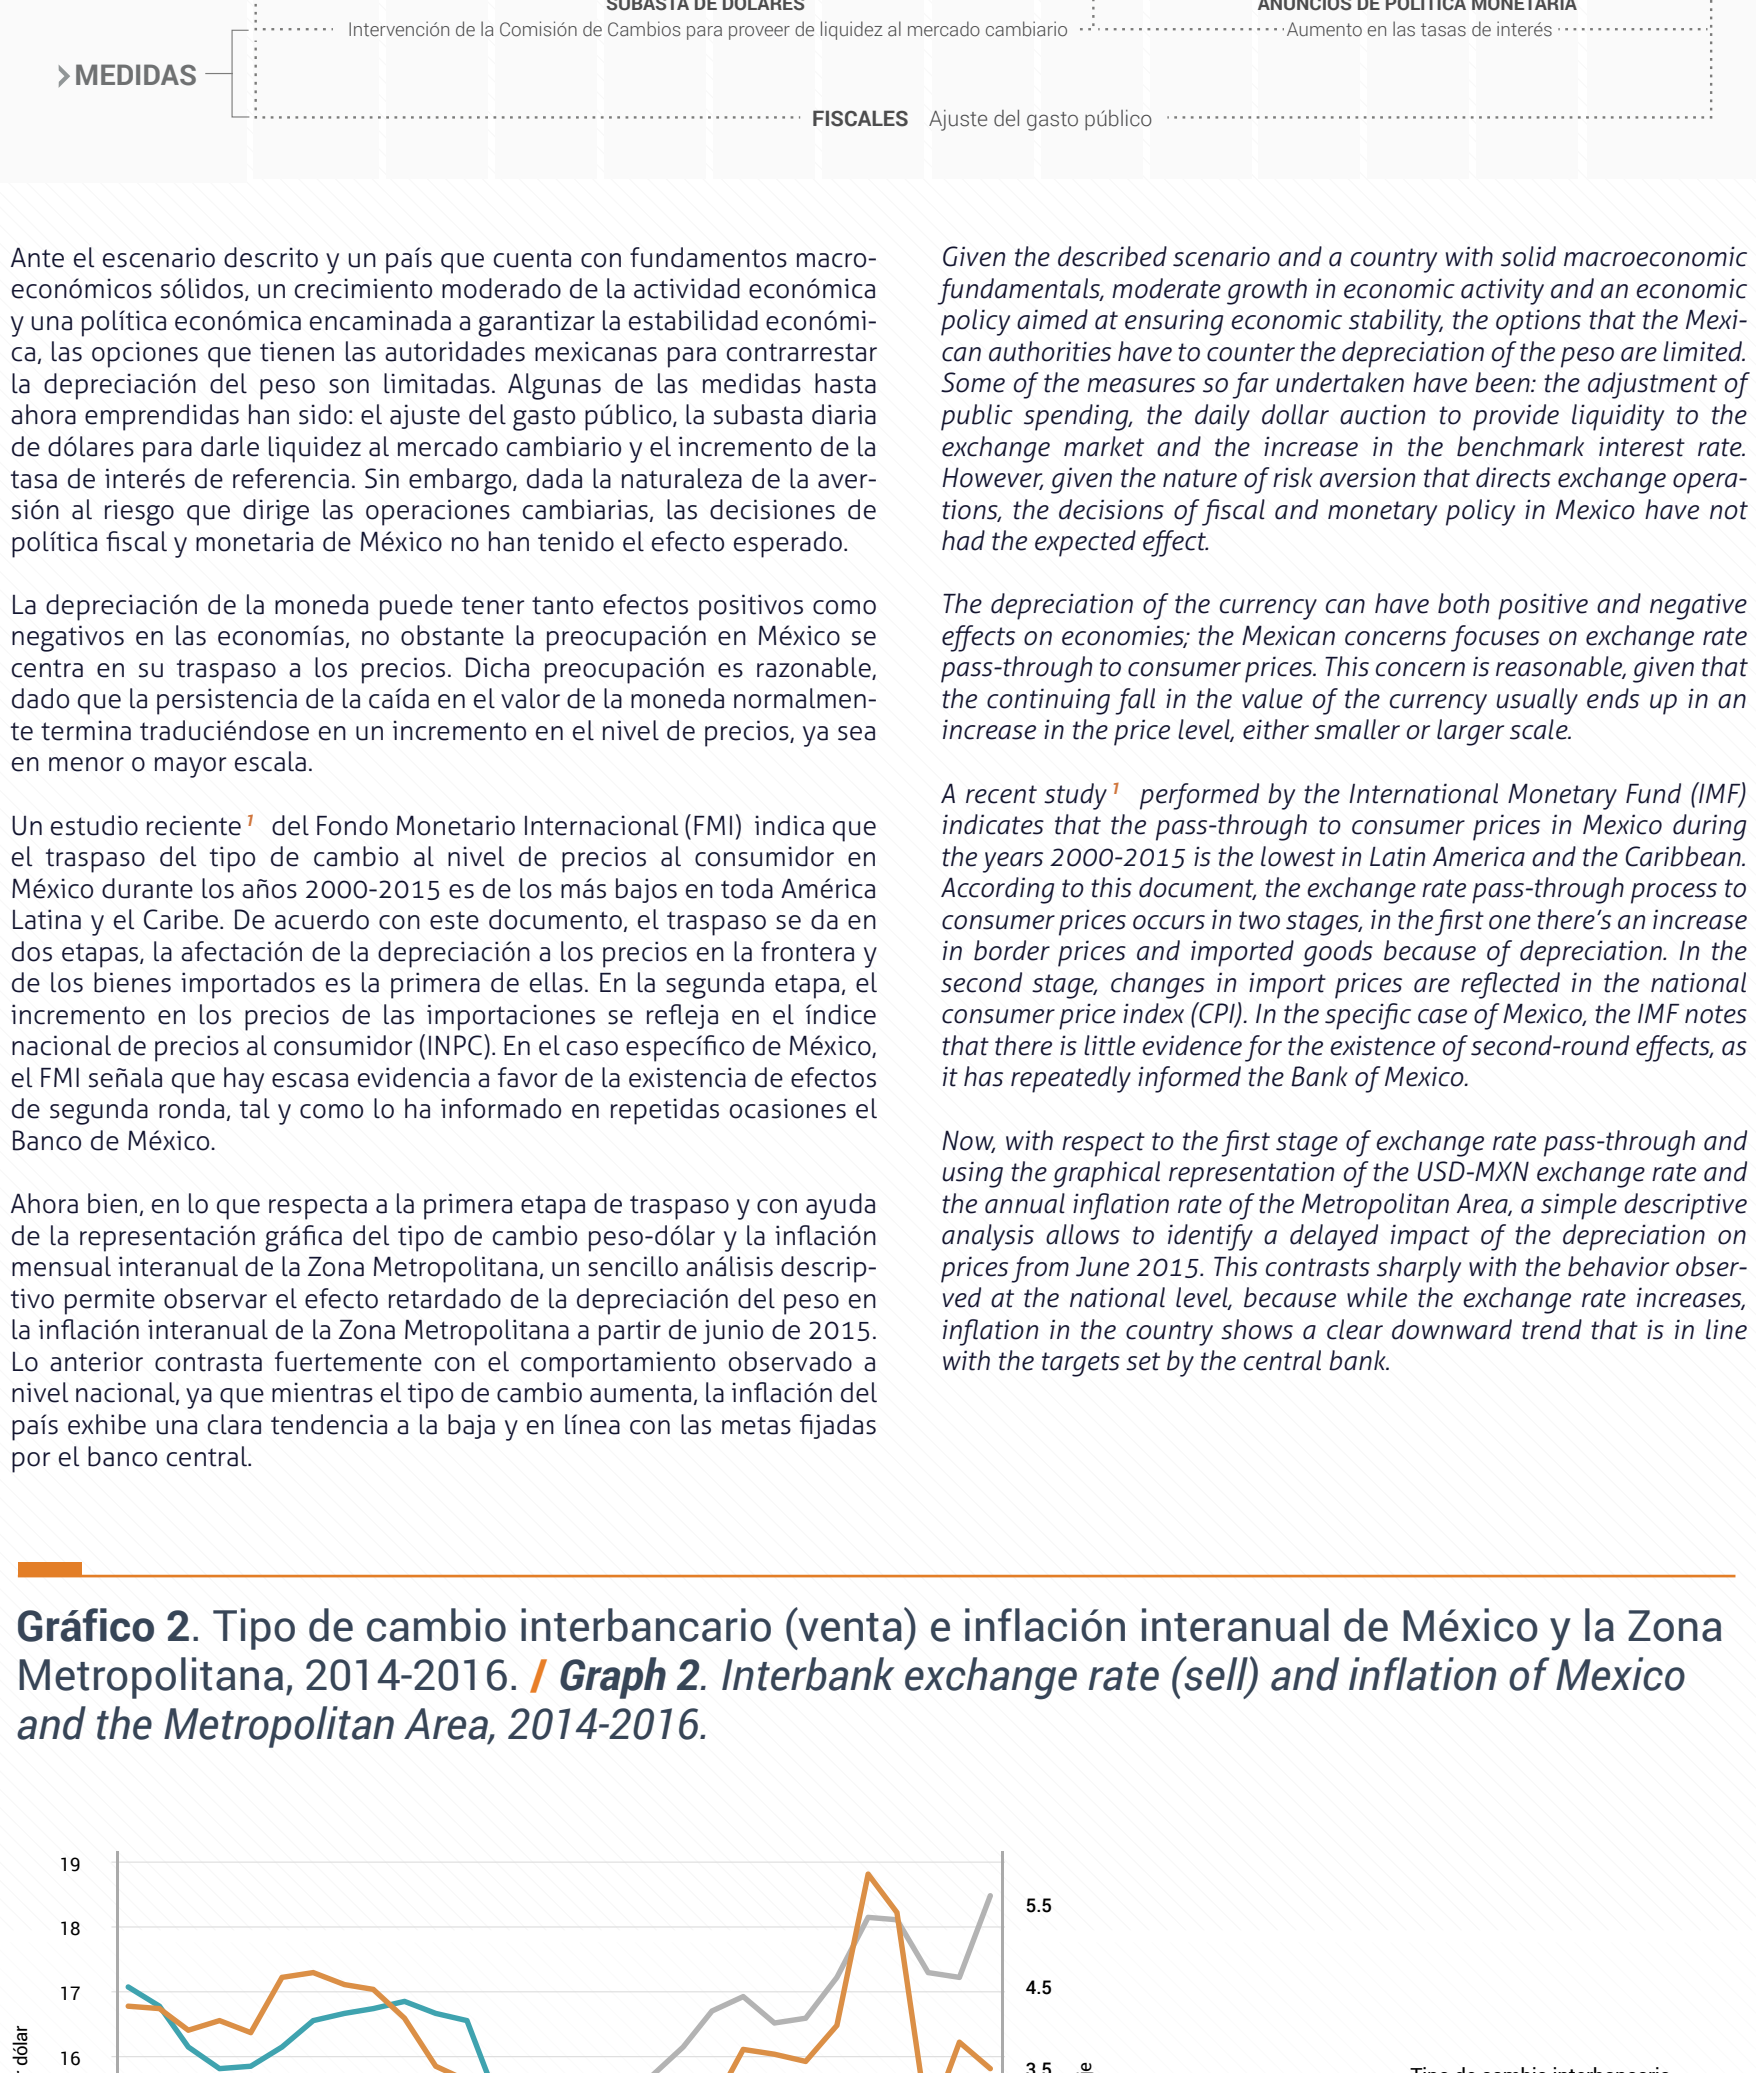 SUBASTA DE DÓLARES
ANUNCIOS DE POLÍTICA MONETARIA
Intervención de la Comisión de Cambios para proveer de liquidez al mercado cambiario
Aumento en las tasas de interés
MEDIDAS
FISCALES Ajuste del gasto público
Ante el escenario descrito y un país que cuenta con fundamentos macro-
económicos sólidos, un crecimiento moderado de la actividad económica
y una política económica encaminada a garantizar la estabilidad económi-
ca, las opciones que tienen las autoridades mexicanas para contrarrestar
la depreciación del peso son limitadas. Algunas de las medidas hasta
ahora emprendidas han sido: el ajuste del gasto público, la subasta diaria
de dólares para darle liquidez al mercado cambiario y el incremento de la
tasa de interés de referencia. Sin embargo, dada la naturaleza de la aver-
sión al riesgo que dirige las operaciones cambiarias, las decisiones de
política fiscal y monetaria de México no han tenido el efecto esperado.
La depreciación de la moneda puede tener tanto efectos positivos como
negativos en las economías, no obstante la preocupación en México se
centra en su traspaso a los precios. Dicha preocupación es razonable,
dado que la persistencia de la caída en el valor de la moneda normalmen-
te termina traduciéndose en un incremento en el nivel de precios, ya sea
en menor o mayor escala.
Un estudio reciente 1 del Fondo Monetario Internacional (FMI) indica que
el traspaso del tipo de cambio al nivel de precios al consumidor en
México durante los años 2000-2015 es de los más bajos en toda América
Latina y el Caribe. De acuerdo con este documento, el traspaso se da en
dos etapas, la afectación de la depreciación a los precios en la frontera y
de los bienes importados es la primera de ellas. En la segunda etapa, el
incremento en los precios de las importaciones se refleja en el índice
nacional de precios al consumidor (INPC). En el caso específico de México,
el FMI señala que hay escasa evidencia a favor de la existencia de efectos
de segunda ronda, tal y como lo ha informado en repetidas ocasiones el
Banco de México.
Ahora bien, en lo que respecta a la primera etapa de traspaso y con ayuda
de la representación gráfica del tipo de cambio peso-dólar y la inflación
mensual interanual de la Zona Metropolitana, un sencillo análisis descrip-
tivo permite observar el efecto retardado de la depreciación del peso en
la inflación interanual de la Zona Metropolitana a partir de junio de 2015.
Lo anterior contrasta fuertemente con el comportamiento observado a
nivel nacional, ya que mientras el tipo de cambio aumenta, la inflación del
país exhibe una clara tendencia a la baja y en línea con las metas fijadas
por el banco central.
Given the described scenario and a country with solid macroeconomic
fundamentals, moderate growth in economic activity and an economic
policy aimed at ensuring economic stability, the options that the Mexi-
can authorities have to counter the depreciation of the peso are limited.
Some of the measures so far undertaken have been: the adjustment of
public spending, the daily dollar auction to provide liquidity to the
exchange market and the increase in the benchmark interest rate.
However, given the nature of risk aversion that directs exchange opera-
tions, the decisions of fiscal and monetary policy in Mexico have not
had the expected effect.
The depreciation of the currency can have both positive and negative
effects on economies; the Mexican concerns focuses on exchange rate
pass-through to consumer prices. This concern is reasonable, given that
the continuing fall in the value of the currency usually ends up in an
increase in the price level, either smaller or larger scale.
A recent study 1 performed by the International Monetary Fund (IMF)
indicates that the pass-through to consumer prices in Mexico during
the years 2000-2015 is the lowest in Latin America and the Caribbean.
According to this document, the exchange rate pass-through process to
consumer prices occurs in two stages, in the first one there's an increase
in border prices and imported goods because of depreciation. In the
second stage, changes in import prices are reflected in the national
consumer price index (CPI). In the specific case of Mexico, the IMF notes
that there is little evidence for the existence of second-round effects, as
it has repeatedly informed the Bank of Mexico.
Now, with respect to the first stage of exchange rate pass-through and
using the graphical representation of the USD-MXN exchange rate and
the annual inflation rate of the Metropolitan Area, a simple descriptive
analysis allows to identify a delayed impact of the depreciation on
prices from June 2015. This contrasts sharply with the behavior obser-
ved at the national level, because while the exchange rate increases,
inflation in the country shows a clear downward trend that is in line
with the targets set by the central bank.
Gráfico 2. Tipo de cambio interbancario (venta) e inflación interanual de México y la Zona
Metropolitana, 2014-2016. / Graph 2. Interbank exchange rate (sell) and inflation of Mexico
and the Metropolitan Area, 2014-2016.
19
18
17
16
dólar
5.5
4.5
3.5
Tipo de cambio interbancario